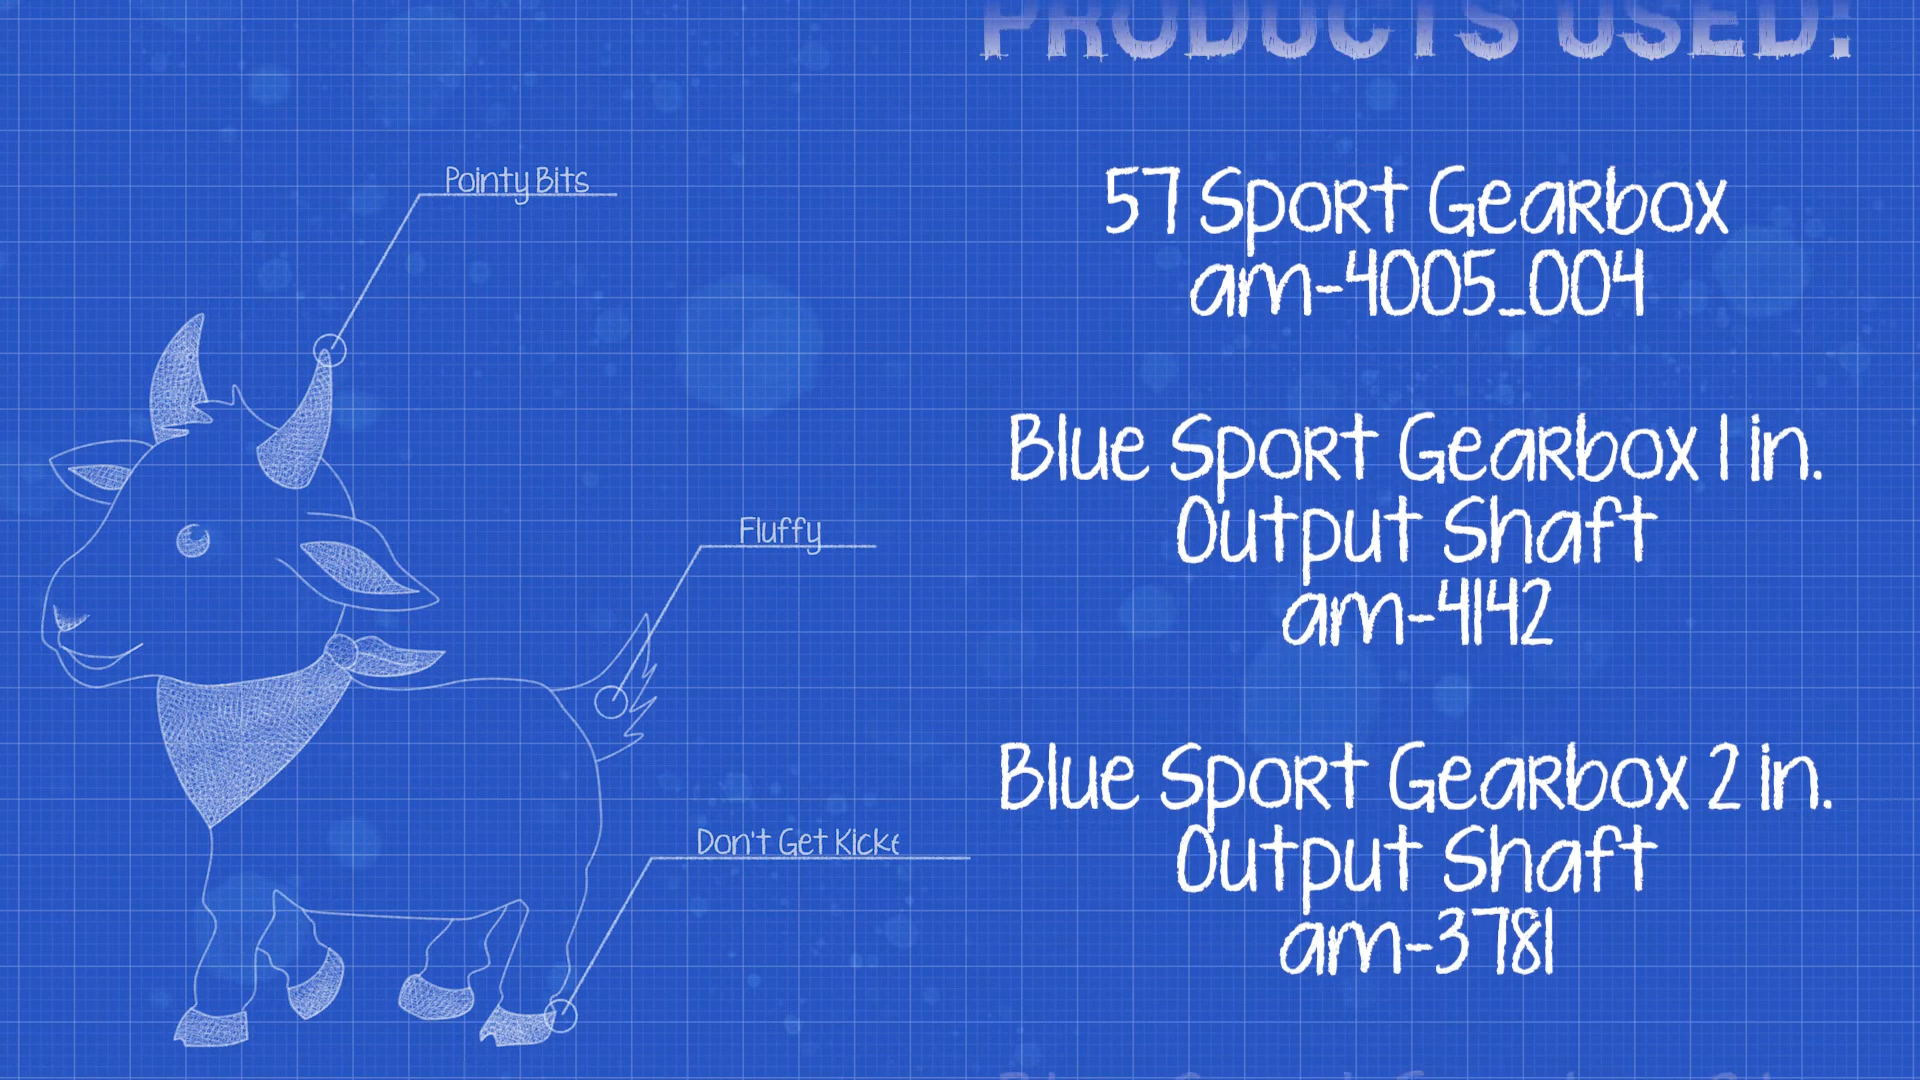 PRODUCTS USED!
Pointy Bits
57 Sport Gearbox
am-4005_004
Blue Sport Gearbox 1 in.
Output Shaft
am-4142
Fluffy
Blue Sport Gearbox 2 in.
Output Shaft
am-3781
Don't Get Kicke